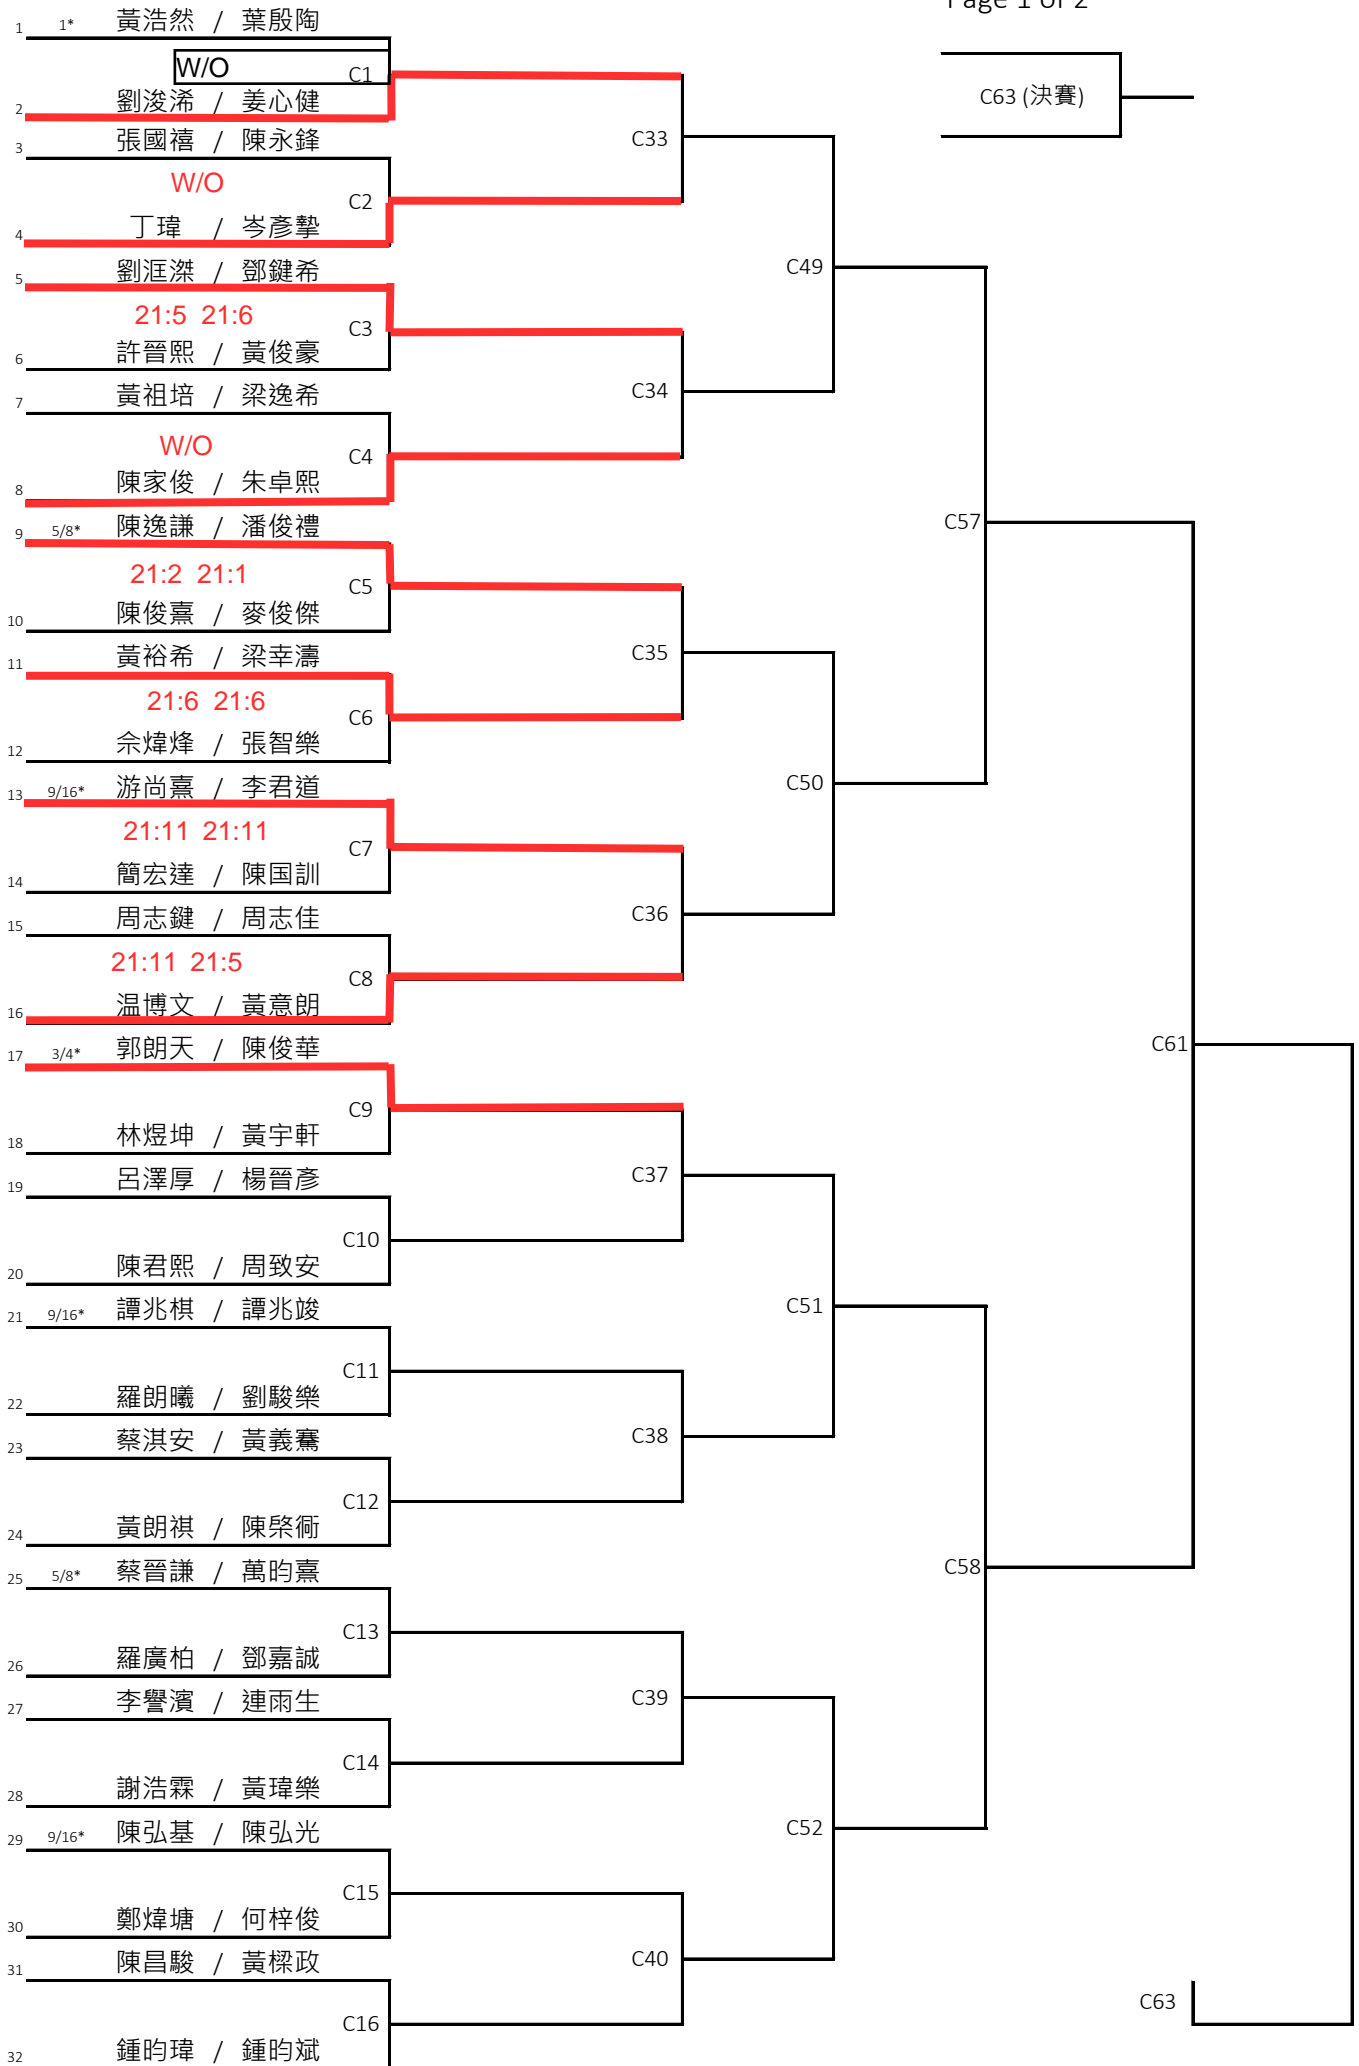 Page 1 of 2
1 1* 黃浩然 / 葉殷陶
W/O C1
C63 (決賽)
2 劉浚浠 / 姜心健
3 張國禧 / 陳永鋒
C33
W/O C2
4 丁瑋 / 岑彥摯
5 劉洭滐 / 鄧鍵希
C49
21:5 21:6 C3
6 許晉熙 / 黃俊豪
7 黃祖培 / 梁逸希
C34
W/O C4
8 陳家俊 / 朱卓熙
9 5/8* 陳逸謙 / 潘俊禮
C57
21:2 21:1 C5
10 陳俊熹 / 麥俊傑
11 黃裕希 / 梁幸濤
C35
21:6 21:6 C6
12 佘煒烽 / 張智樂
13 9/16* 游尚熹 / 李君道
C50
21:11 21:11 C7
14 簡宏達 / 陳国訓
15 周志鍵 / 周志佳
C36
21:11 21:5 C8
16 温博文 / 黃意朗
17 3/4* 郭朗天 / 陳俊華
C61
C9
18 林煜坤 / 黃宇軒
19 呂澤厚 / 楊晉彥
C37
C10
20 陳君熙 / 周致安
21 9/16* 譚兆棋 / 譚兆竣
C51
C11
22 羅朗曦 / 劉駿樂
23 蔡淇安 / 黃義騫
C38
C12
24 黃朗祺 / 陳棨衕
25 5/8* 蔡晉謙 / 萬昀熹
C58
C13
26 羅廣柏 / 鄧嘉誠
27 李譽濱 / 連雨生
C39
C14
28 謝浩霖 / 黃瑋樂
29 9/16* 陳弘基 / 陳弘光
C52
C15
30 鄭煒塘 / 何梓俊
31 陳昌駿 / 黃樑政
C40
C63
C16
32 鍾昀瑋 / 鍾昀斌